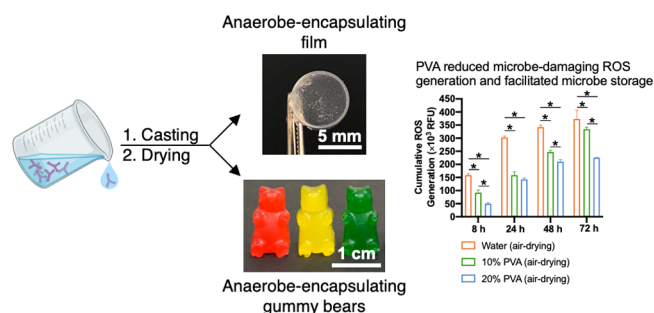 Anaerobe-encapsulating
film
5 mm
1. Casting
2. Drying
1 cm
Anaerobe-encapsulating
gummy bears
PVA reduced microbe-damaging ROS
generation and facilitated microbe storage
Cumulative ROS
Generation (×10³ RFU)
450
400
350
300
250
200
150
100
50
0
* * *
* *
* *
* * *
8 h 24 h 48 h 72 h
Water (air-drying)
10% PVA (air-drying)
20% PVA (air-drying)